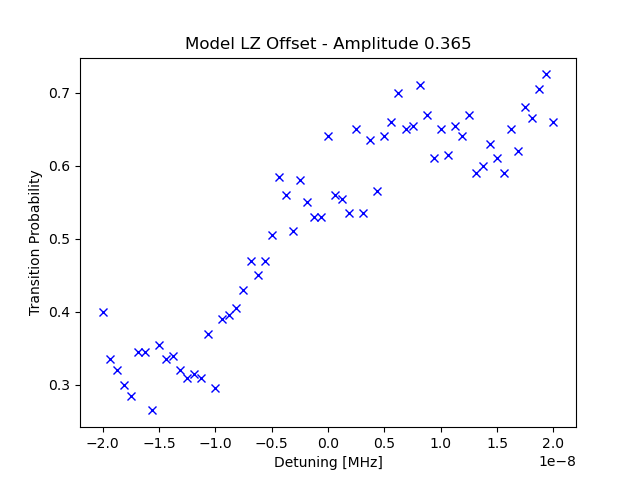 Model LZ Offset - Amplitude 0.365
Transition Probability
0.7
0.6
0.5
0.4
0.3
−2.0 −1.5 −1.0 −0.5 0.0 0.5 1.0 1.5 2.0
1e−8
Detuning [MHz]